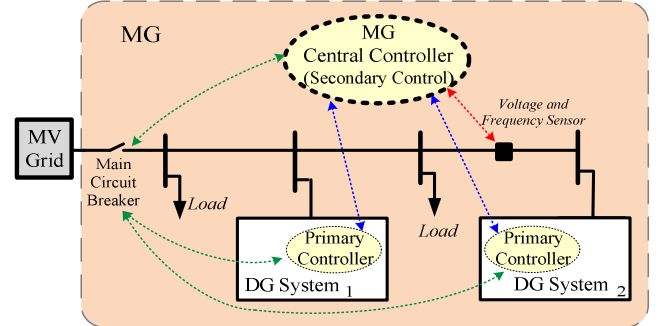 MG
MG
Central Controller
(Secondary Control)
Voltage and
Frequency Sensor
MV
Grid
Main
Circuit
Breaker
Load
Load
Primary
Controller
DG System 1
Primary
Controller
DG System 2